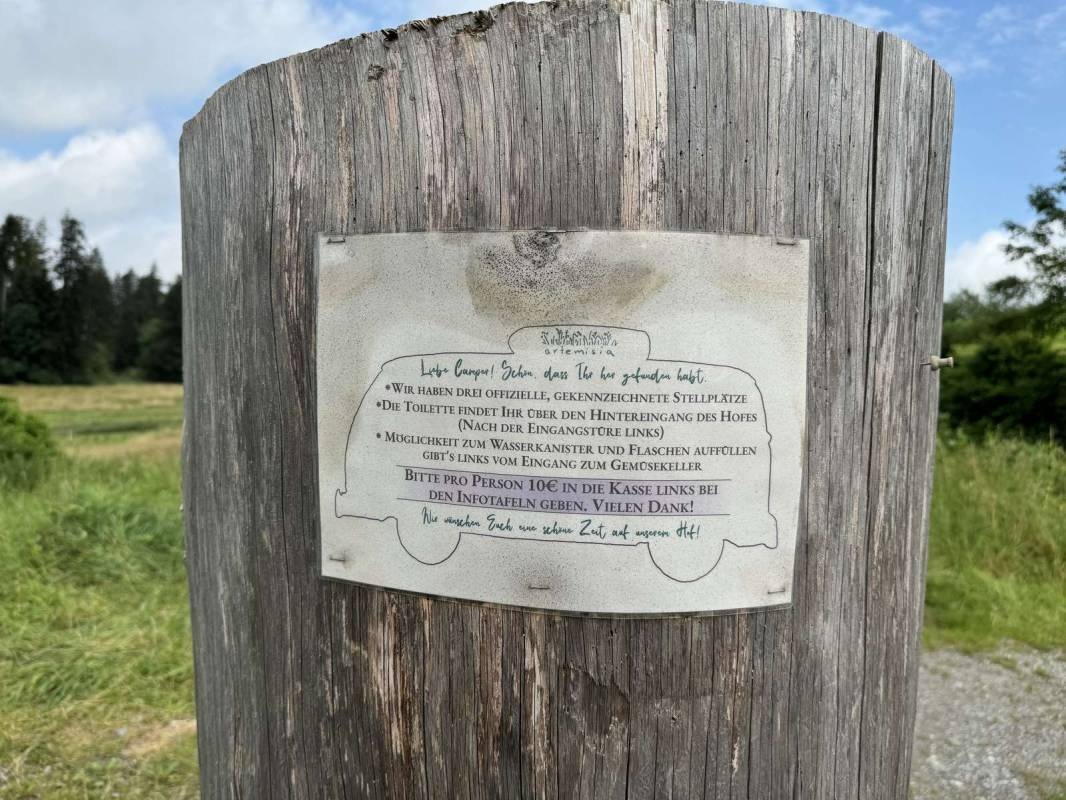 artemisia
Liebe Camper! Schön, dass Ihr her gefunden habt.
*Wir haben drei offizielle, gekennzeichnete Stellplätze
*Die Toilette findet Ihr über den Hintereingang des Hofes
(Nach der Eingangstüre links)
* Möglichkeit zum Wasserkanister und Flaschen auffüllen
gibt's links vom Eingang zum Gemüsekeller
Bitte pro Person 10€ in die Kasse links bei
den Infotafeln geben. Vielen Dank!
Wir wünschen Euch eine schöne Zeit auf unserem Hof!